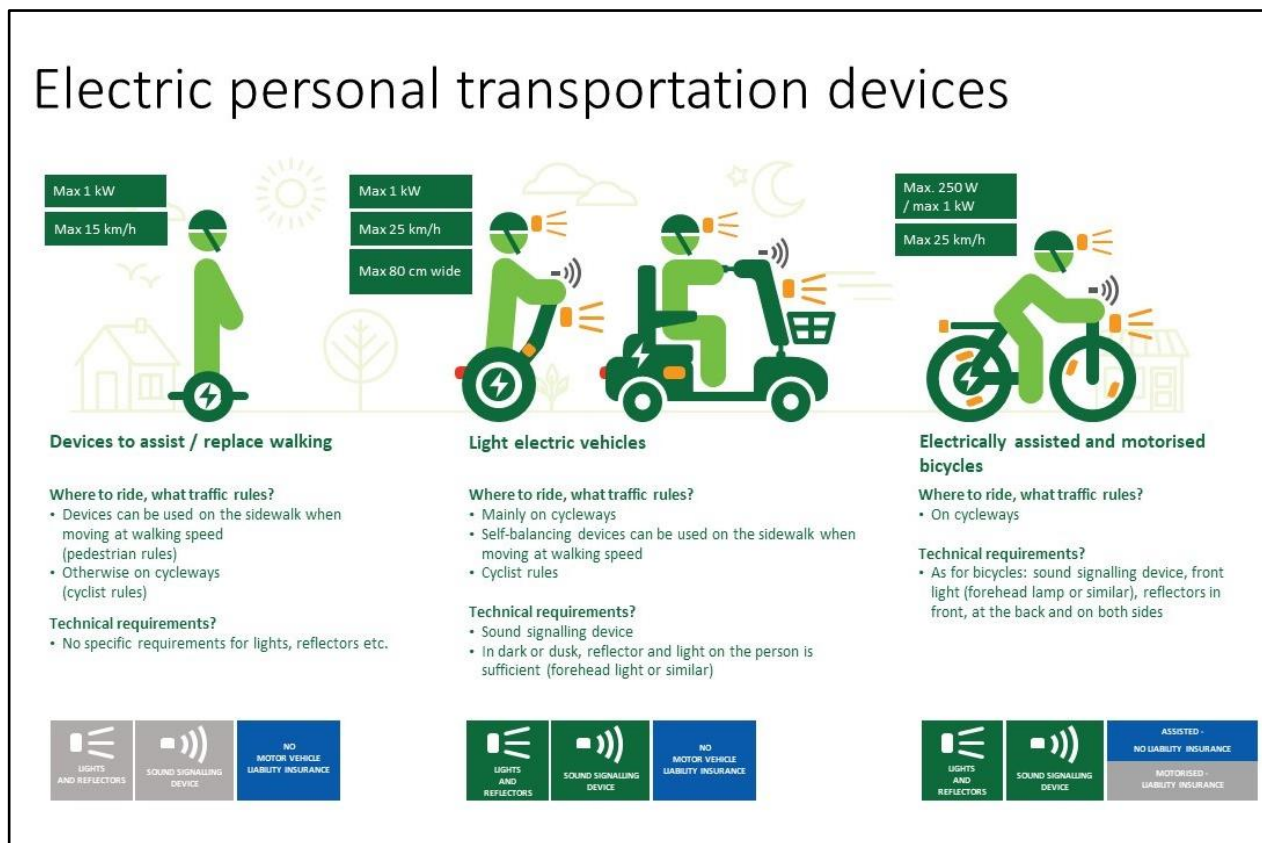 Electric personal transportation devices
Max 1 kW
Max 15 km/h
Max 1 kW
Max 25 km/h
Max 80 cm wide
Max. 250 W
/ max 1 kW
Max 25 km/h
Devices to assist / replace walking
Where to ride, what traffic rules?
• Devices can be used on the sidewalk when
moving at walking speed
(pedestrian rules)
• Otherwise on cycleways
(cyclist rules)
Technical requirements?
• No specific requirements for lights, reflectors etc.
LIGHTS
AND REFLECTORS
SOUND SIGNALLING
DEVICE
NO
MOTOR VEHICLE
LIABILITY INSURANCE
Light electric vehicles
Where to ride, what traffic rules?
• Mainly on cycleways
• Self-balancing devices can be used on the sidewalk when
moving at walking speed
• Cyclist rules
Technical requirements?
• Sound signalling device
• In dark or dusk, reflector and light on the person is
sufficient (forehead light or similar)
LIGHTS
AND
REFLECTORS
SOUND SIGNALLING
DEVICE
NO
MOTOR VEHICLE
LIABILITY INSURANCE
Electrically assisted and motorised
bicycles
Where to ride, what traffic rules?
• On cycleways
Technical requirements?
• As for bicycles: sound signalling device, front
light (forehead lamp or similar), reflectors in
front, at the back and on both sides
LIGHTS
AND
REFLECTORS
SOUND SIGNALLING
DEVICE
ASSISTED -
NO LIABILITY INSURANCE
MOTORISED -
LIABILITY INSURANCE